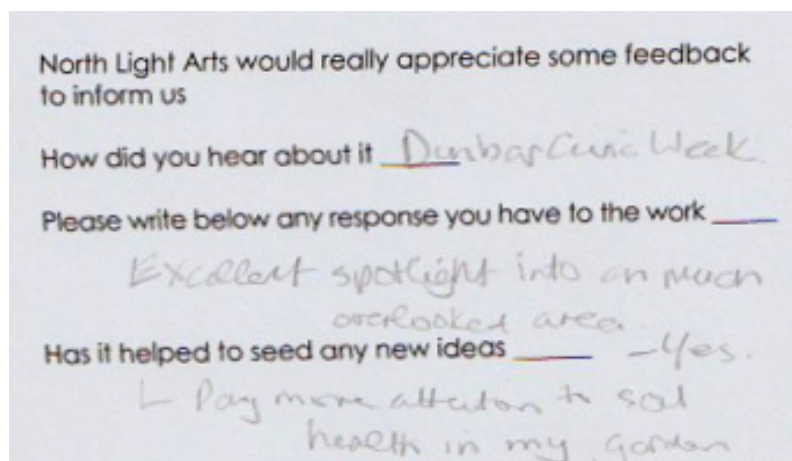 North Light Arts would really appreciate some feedback
to inform us
How did you hear about it Dunbar Civic Week
Please write below any response you have to the work
Excellent spotlight into an much
overlooked area.
Has it helped to seed any new ideas - Yes.
Pay more attention to soil
health in my garden